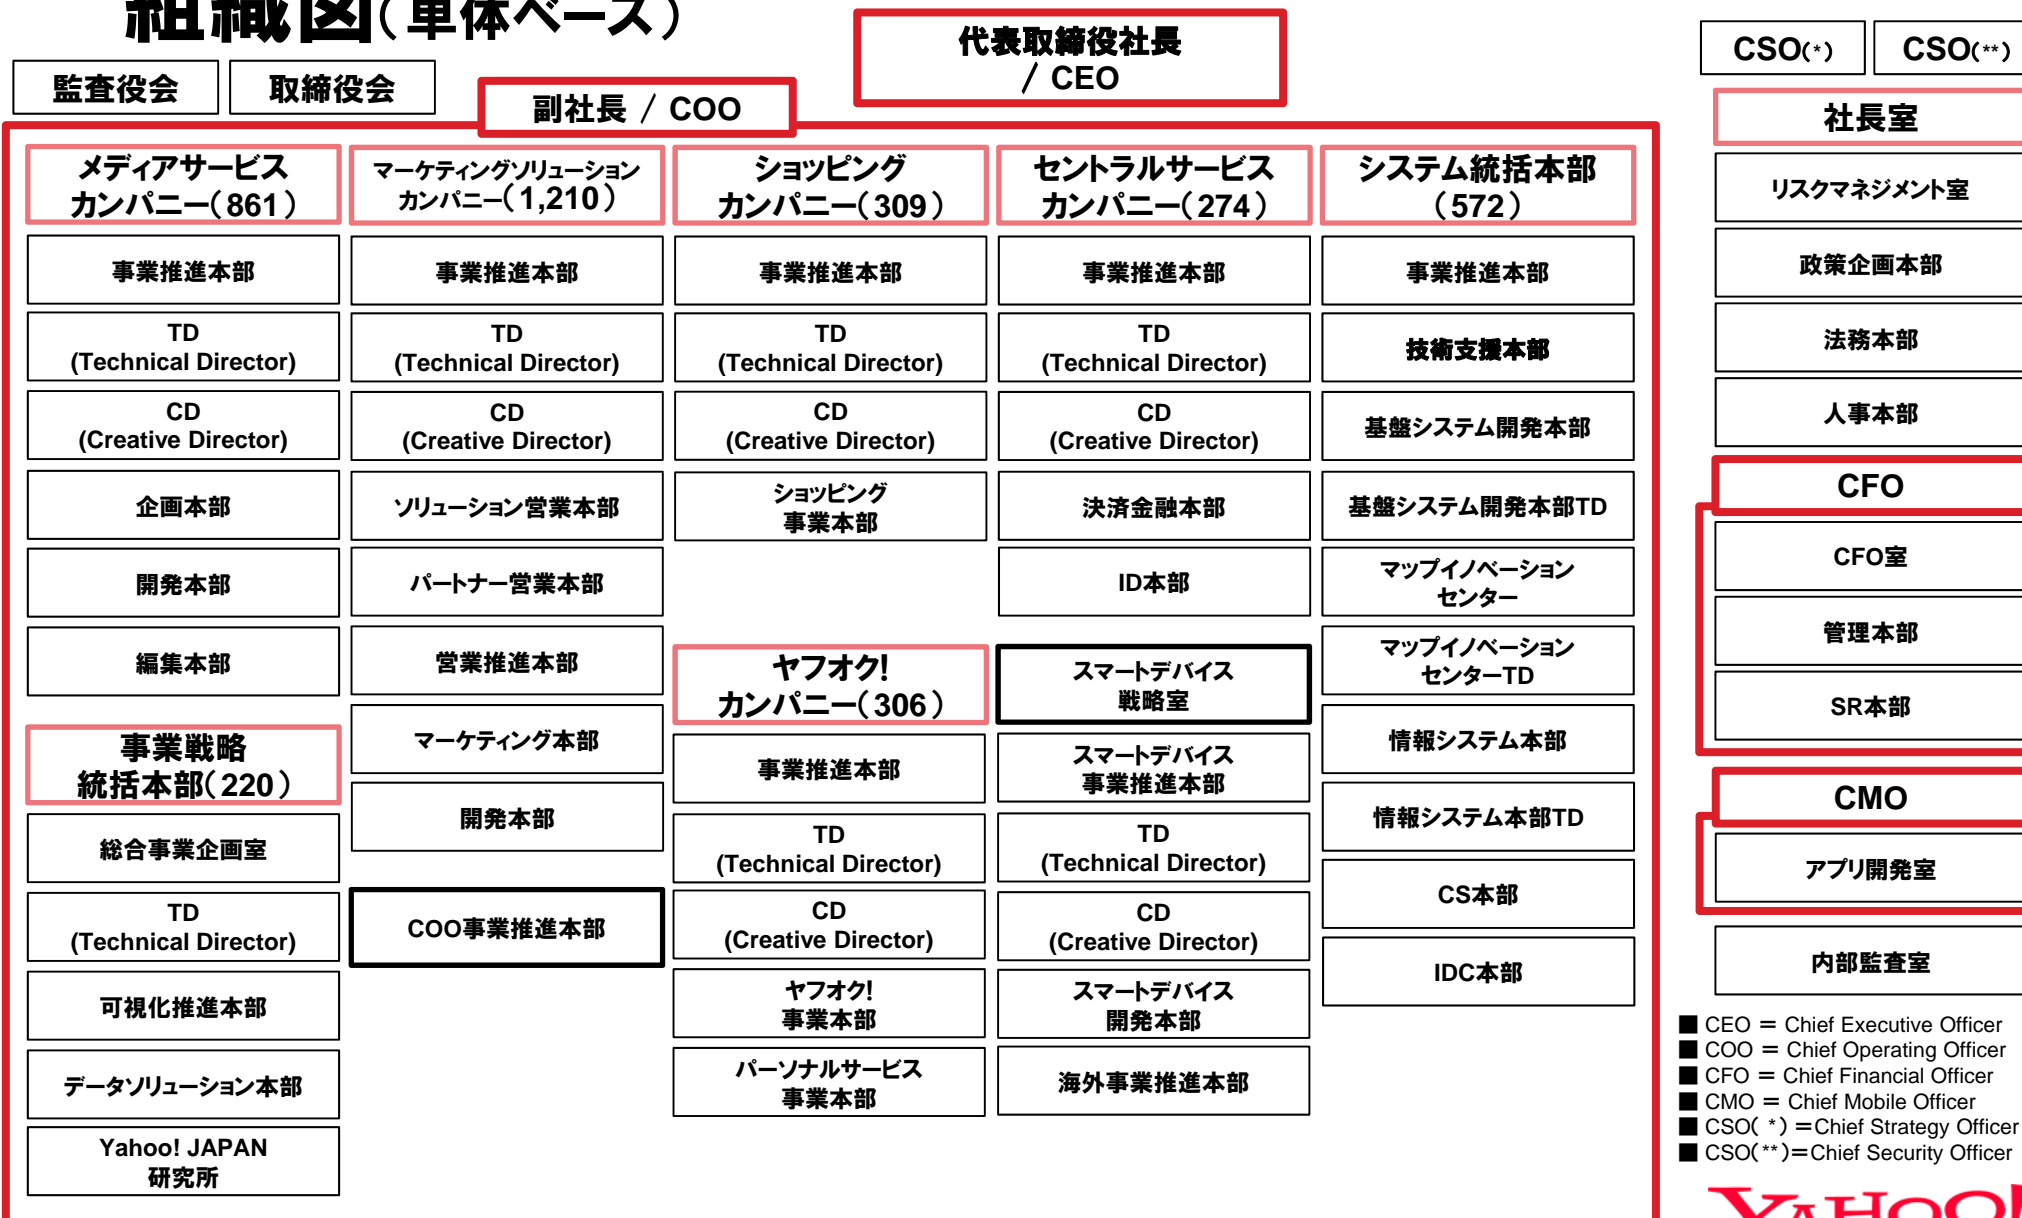 組織図(単体ベース)
代表取締役社長
/ CEO
CSO(*)
CSO(**)
監査役会
取締役会
副社長 / COO
メディアサービス
カンパニー(861)
事業推進本部
TD
(Technical Director)
CD
(Creative Director)
企画本部
開発本部
編集本部
事業戦略
統括本部(220)
総合事業企画室
TD
(Technical Director)
可視化推進本部
データソリューション本部
Yahoo! JAPAN
研究所
マーケティングソリューション
カンパニー(1,210)
事業推進本部
TD
(Technical Director)
CD
(Creative Director)
ソリューション営業本部
パートナー営業本部
営業推進本部
マーケティング本部
開発本部
COO事業推進本部
ショッピング
カンパニー(309)
事業推進本部
TD
(Technical Director)
CD
(Creative Director)
ショッピング
事業本部
ヤフオク!
カンパニー(306)
事業推進本部
TD
(Technical Director)
CD
(Creative Director)
ヤフオク!
事業本部
パーソナルサービス
事業本部
セントラルサービス
カンパニー(274)
事業推進本部
TD
(Technical Director)
CD
(Creative Director)
決済金融本部
ID本部
スマートデバイス
戦略室
スマートデバイス
事業推進本部
TD
(Technical Director)
CD
(Creative Director)
スマートデバイス
開発本部
海外事業推進本部
システム統括本部
(572)
事業推進本部
技術支援本部
基盤システム開発本部
基盤システム開発本部TD
マップイノベーション
センター
マップイノベーション
センターTD
情報システム本部
情報システム本部TD
CS本部
IDC本部
社長室
リスクマネジメント室
政策企画本部
法務本部
人事本部
CFO
CFO室
管理本部
SR本部
CMO
アプリ開発室
内部監査室
■ CEO = Chief Executive Officer
■ COO = Chief Operating Officer
■ CFO = Chief Financial Officer
■ CMO = Chief Mobile Officer
■ CSO( *)=Chief Strategy Officer
■ CSO(**)=Chief Security Officer
YAHOO!